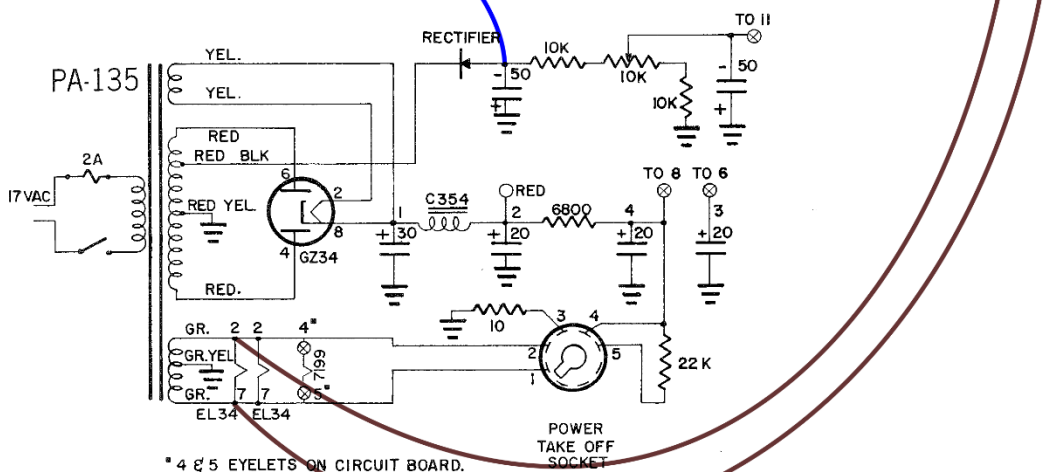 TO 11
RECTIFIER
YEL.
10K
PA-135
- 50
10K
- 50
YEL.
+
10K
+
RED
RED BLK
2A
6
TO 8
TO 6
17 VAC
2
RED
C354
RED YEL.
1
2
6800
4
3
8
+ 30
+ 20
+ 20
+ 20
4
GZ34
RED.
10
3
4
GR.
2
2
4*
GR.YEL
7199
2
5
22 K
1
GR.
7
7
5*
EL34
EL34
POWER
TAKE OFF
SOCKET
* 4 & 5 EYELETS ON CIRCUIT BOARD.